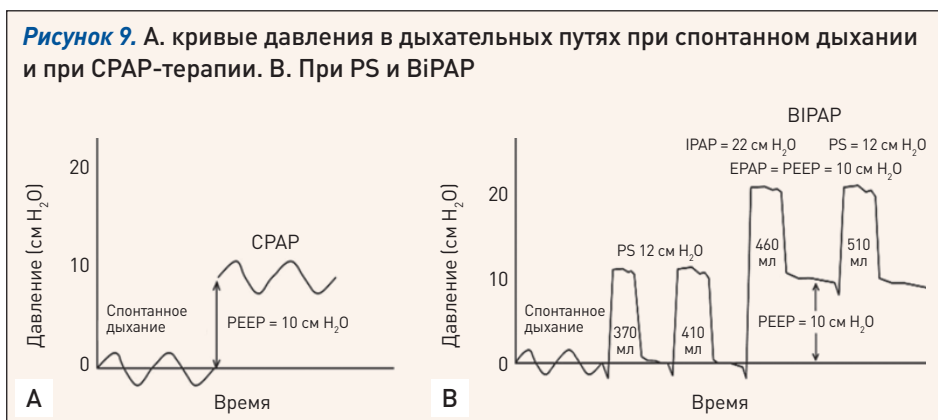 Рисунок 9. А. кривые давления в дыхательных путях при спонтанном дыхании
и при CPAP-терапии. В. При PS и BiPAP
Давление (см H₂O)
20
10
0
CPAP
Спонтанное
дыхание
PEEP = 10 см H₂O
A
Время
BIPAP
IPAP = 22 см H₂O PS = 12 см H₂O
EPAP = PEEP = 10 см H₂O
Давление (см H₂O)
20
10
0
PS 12 см H₂O
460
мл
510
мл
Спонтанное
дыхание
370
мл
410
мл
PEEP = 10 см H₂O
B
Время